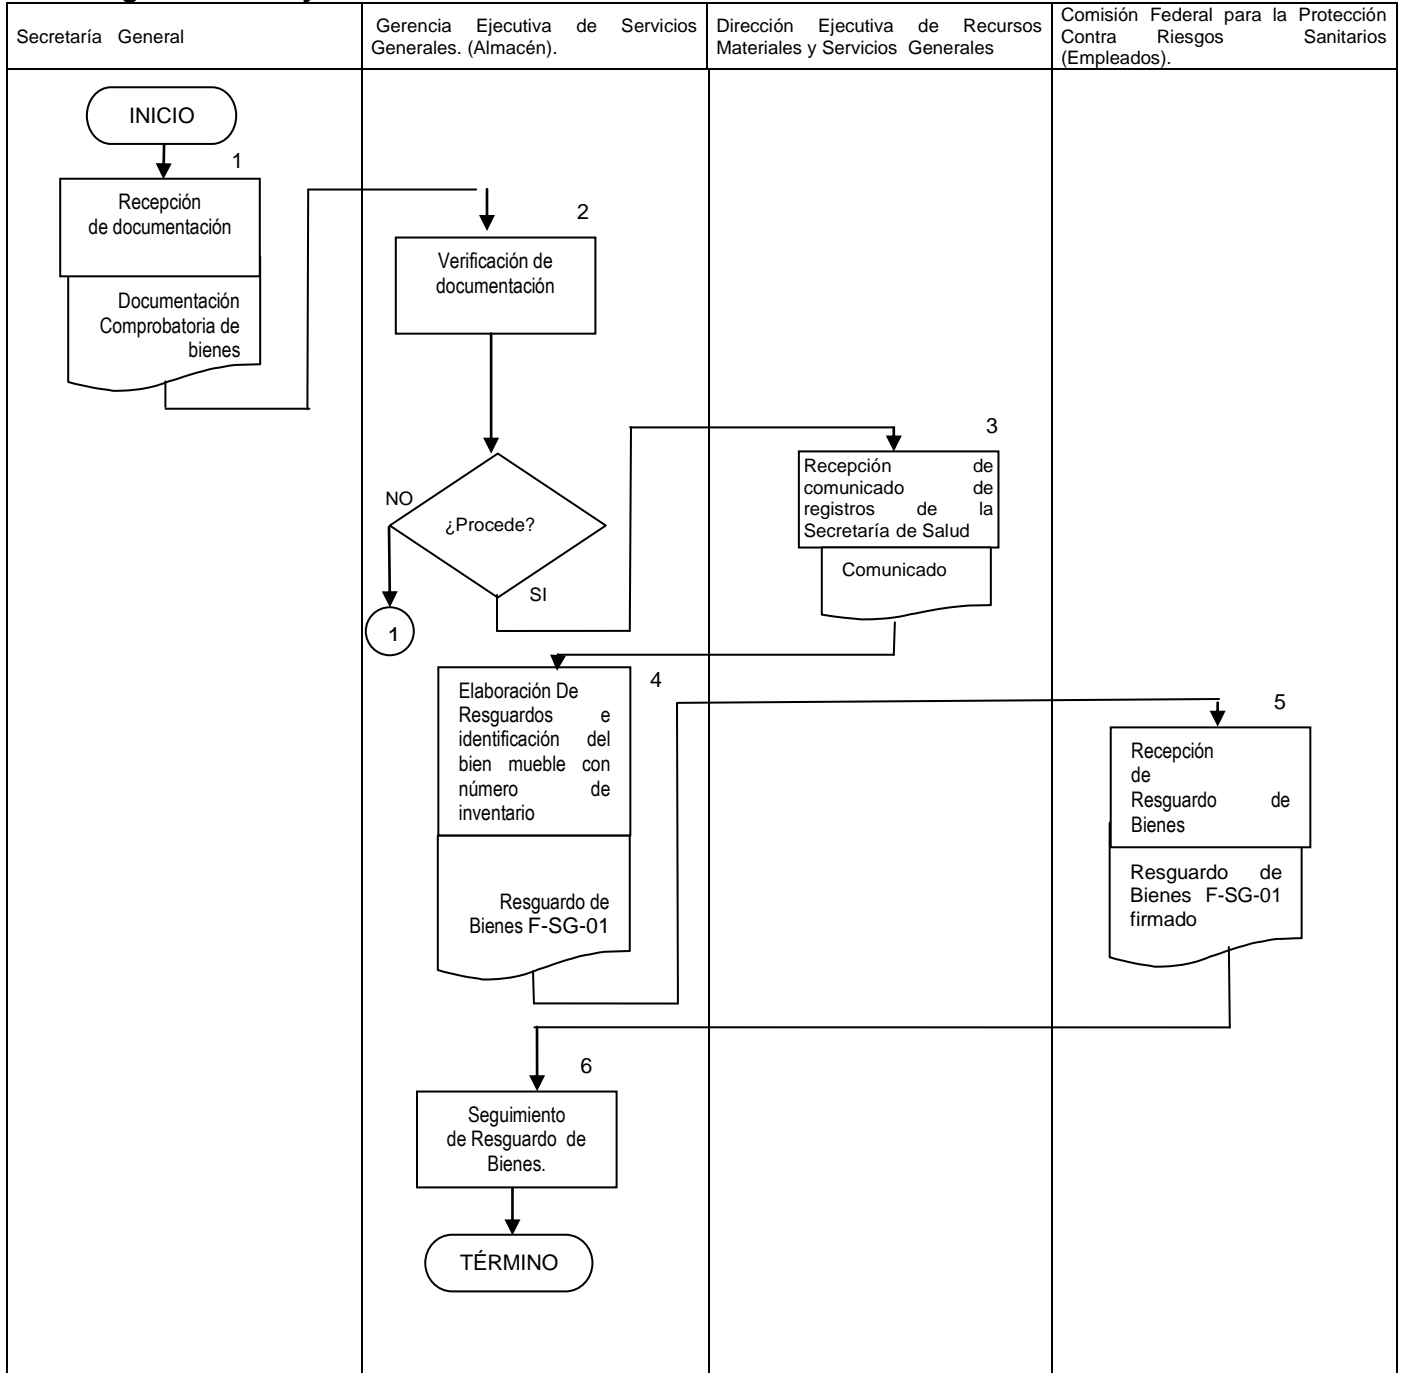 Secretaría General
Gerencia Ejecutiva de Servicios
Generales. (Almacén).
Dirección Ejecutiva de Recursos
Materiales y Servicios Generales
Comisión Federal para la Protección
Contra Riesgos Sanitarios
(Empleados).
INICIO
1
Recepción
de documentación
Documentación
Comprobatoria de
bienes
2
Verificación de
documentación
¿Procede?
NO
SI
1
3
Recepción de
comunicado de
registros de la
Secretaría de Salud
Comunicado
4
Elaboración De
Resguardos e
identificación del
bien mueble con
número de
inventario
Resguardo de
Bienes F-SG-01
5
Recepción
de
Resguardo de
Bienes
Resguardo de
Bienes F-SG-01
firmado
6
Seguimiento
de Resguardo de
Bienes.
TÉRMINO